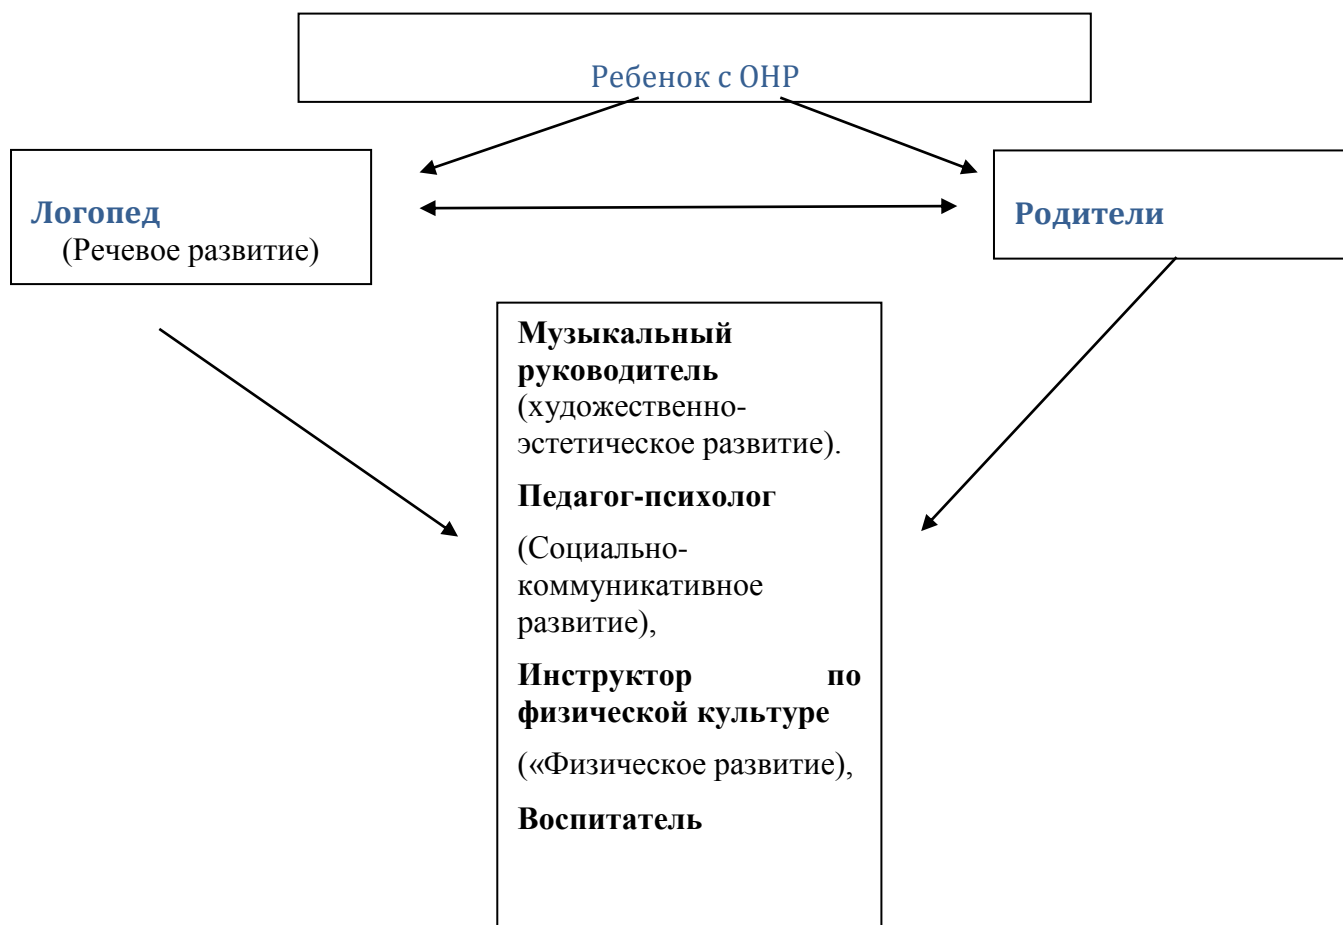 Ребенок с ОНР
Логопед
(Речевое развитие)
Родители
Музыкальный
руководитель
(художественно-
эстетическое развитие).
Педагог-психолог
(Социально-
коммуникативное
развитие),
Инструктор по
физической культуре
(«Физическое развитие),
Воспитатель